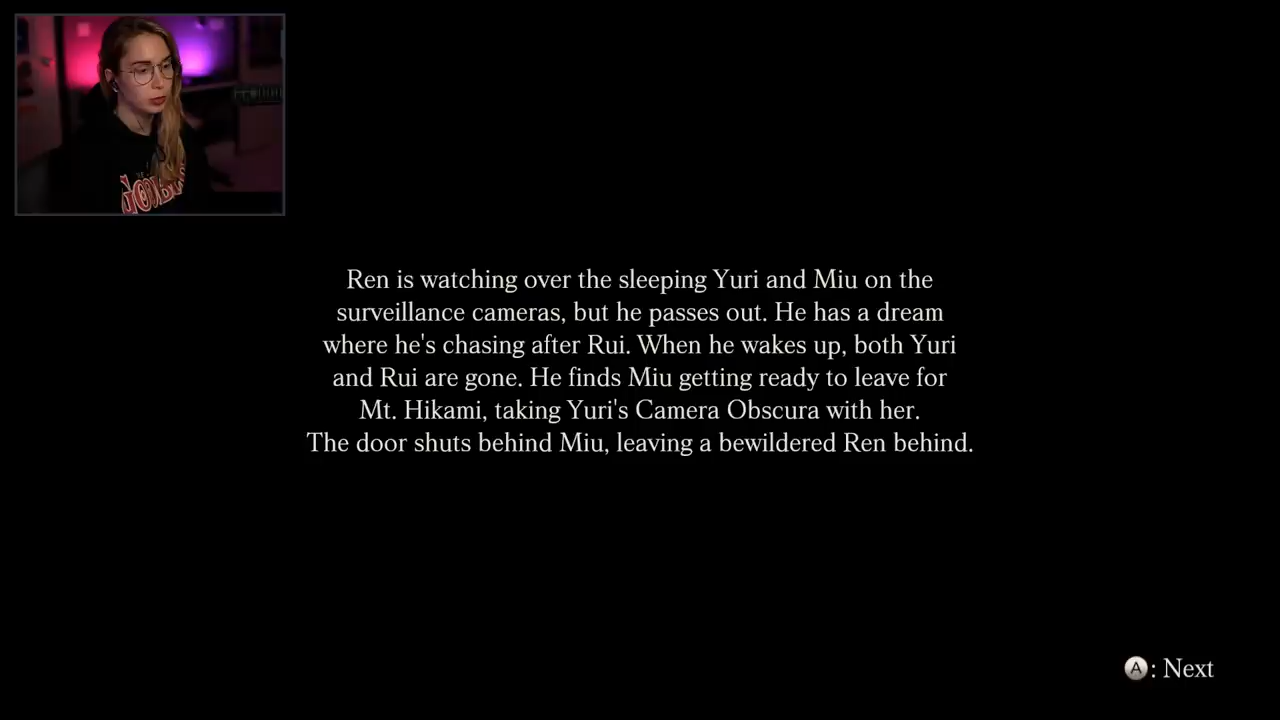 Ren is watching over the sleeping Yuri and Miu on the
surveillance cameras, but he passes out. He has a dream
where he's chasing after Rui. When he wakes up, both Yuri
and Rui are gone. He finds Miu getting ready to leave for
Mt. Hikami, taking Yuri's Camera Obscura with her.
The door shuts behind Miu, leaving a bewildered Ren behind.
A: Next